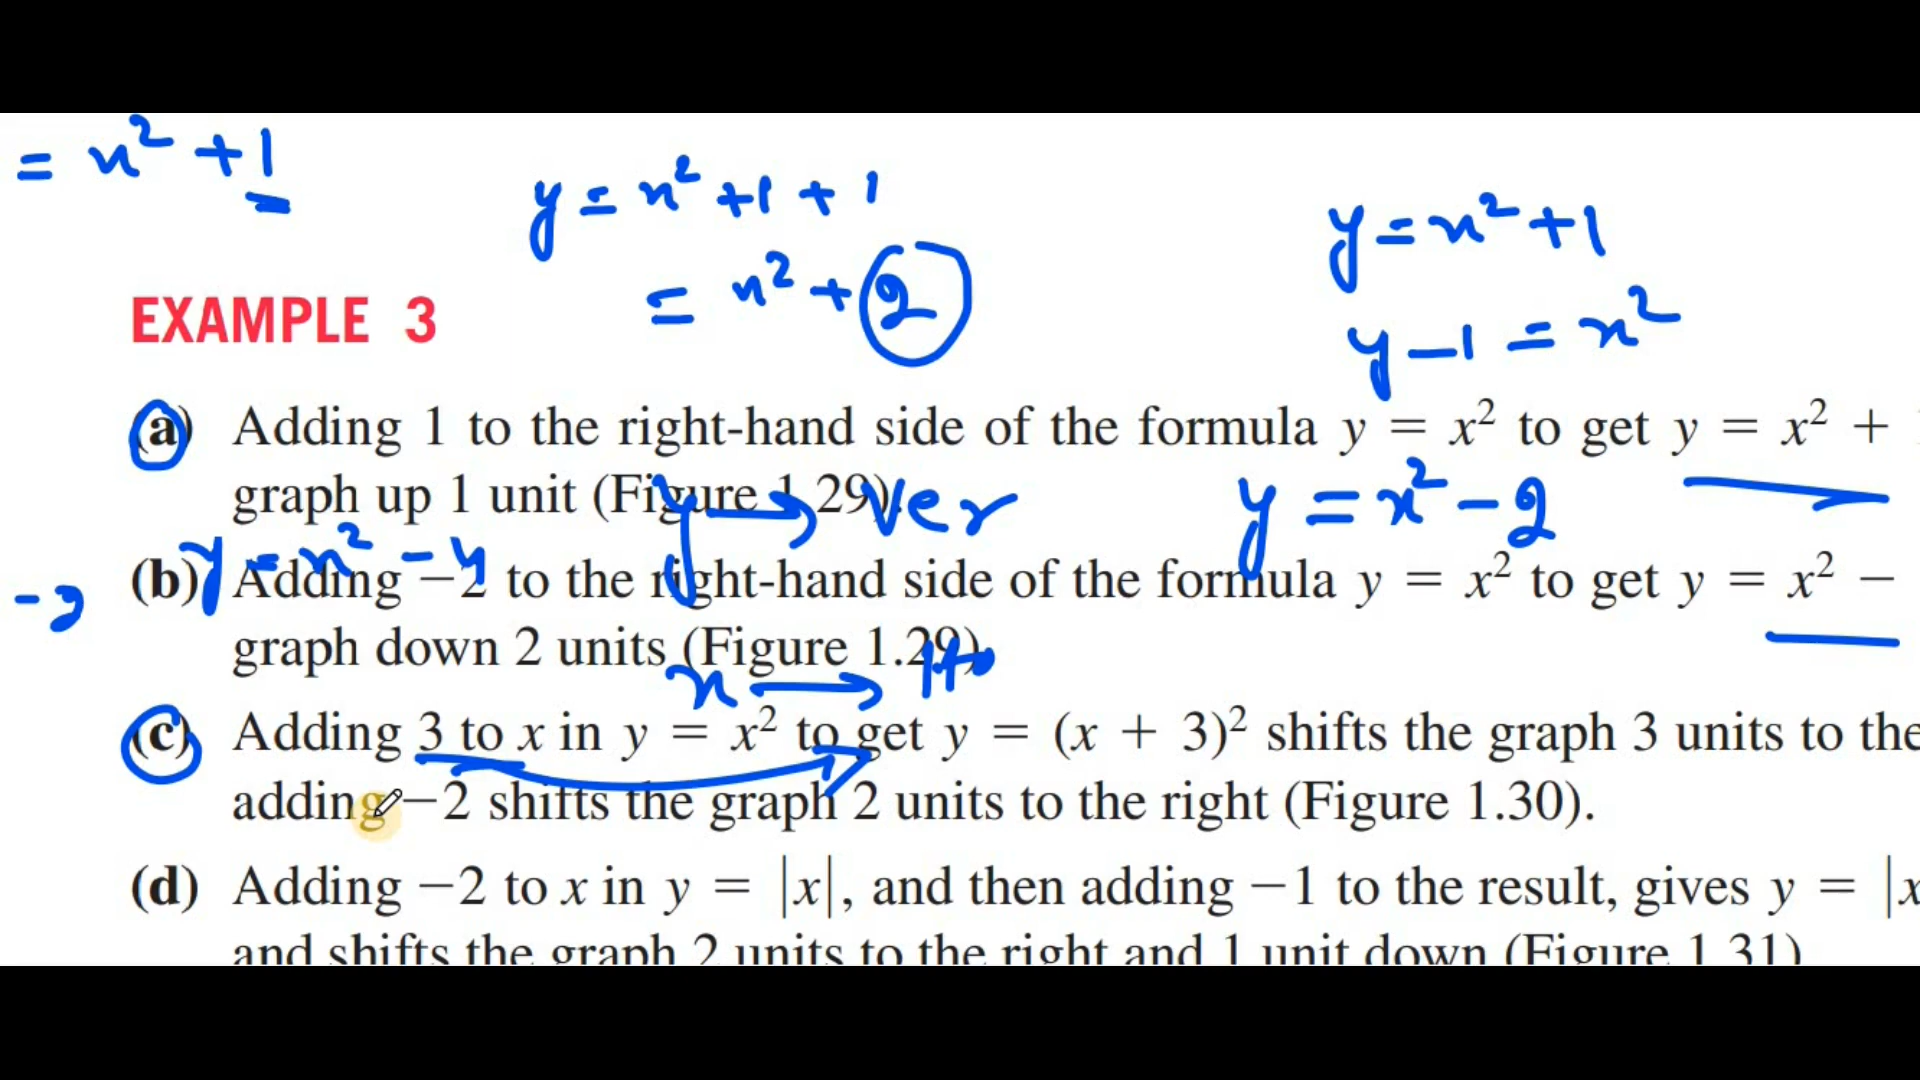 = x² + 1
y = x² + 1 + 1
y = x² + 1
= x² + 2
y - 1 = x²
EXAMPLE 3
(a) Adding 1 to the right-hand side of the formula y = x² to get y = x² +
graph up 1 unit (Figure 1.29).
y → Ver
y = x² - 2
y = x² - 4
(b) Adding −2 to the right-hand side of the formula y = x² to get y = x² −
-2
graph down 2 units (Figure 1.29).
x →
(c) Adding 3 to x in y = x² to get y = (x + 3)² shifts the graph 3 units to the
adding −2 shifts the graph 2 units to the right (Figure 1.30).
(d) Adding −2 to x in y = |x|, and then adding −1 to the result, gives y = |x
and shifts the graph 2 units to the right and 1 unit down (Figure 1.31)